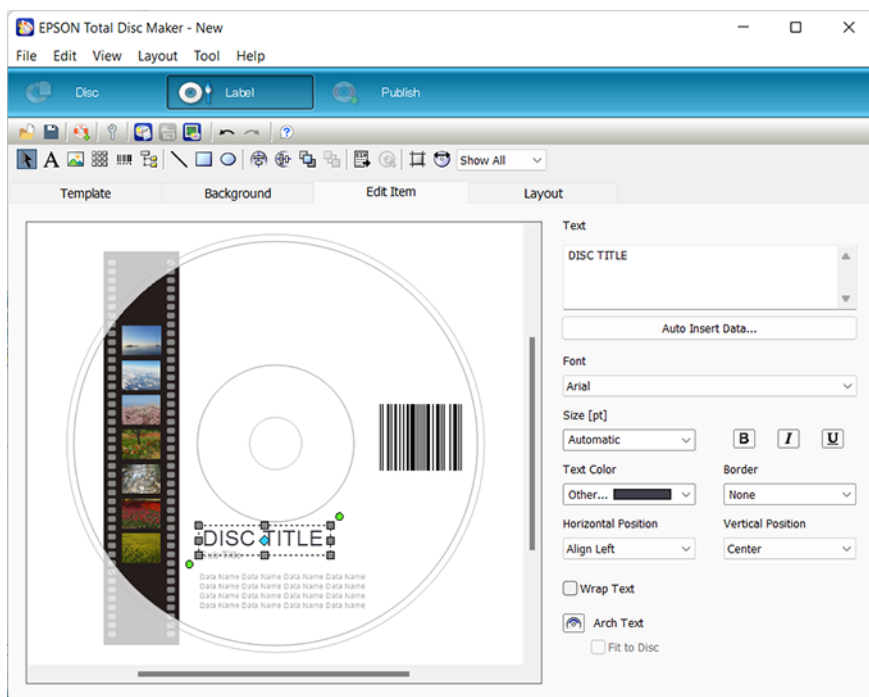 EPSON Total Disc Maker - New
File Edit View Layout Tool Help
Disc Label Publish
Show All
Template Background Edit Item Layout
Text
DISC TITLE
Auto Insert Data...
Font
Arial
Size [pt]
Automatic B I U
Text Color Border
Other... None
Horizontal Position Vertical Position
Align Left Center
Wrap Text
Arch Text
Fit to Disc
DISC TITLE
Sub Title
Data Name Data Name Data Name Data Name
Data Name Data Name Data Name Data Name
Data Name Data Name Data Name Data Name
Data Name Data Name Data Name Data Name